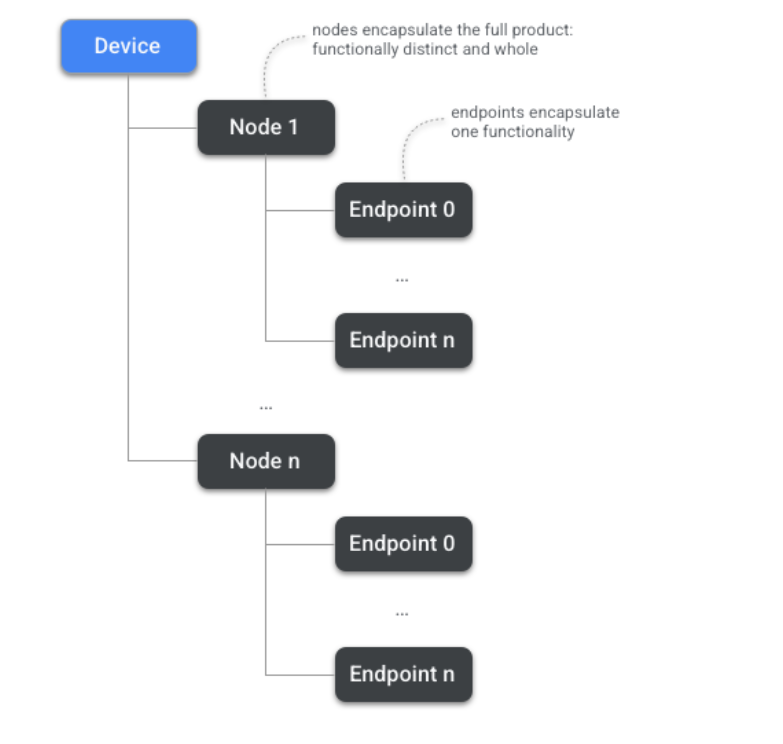 Device
nodes encapsulate the full product:
functionally distinct and whole
Node 1
endpoints encapsulate
one functionality
Endpoint 0
...
Endpoint n
...
Node n
Endpoint 0
...
Endpoint n